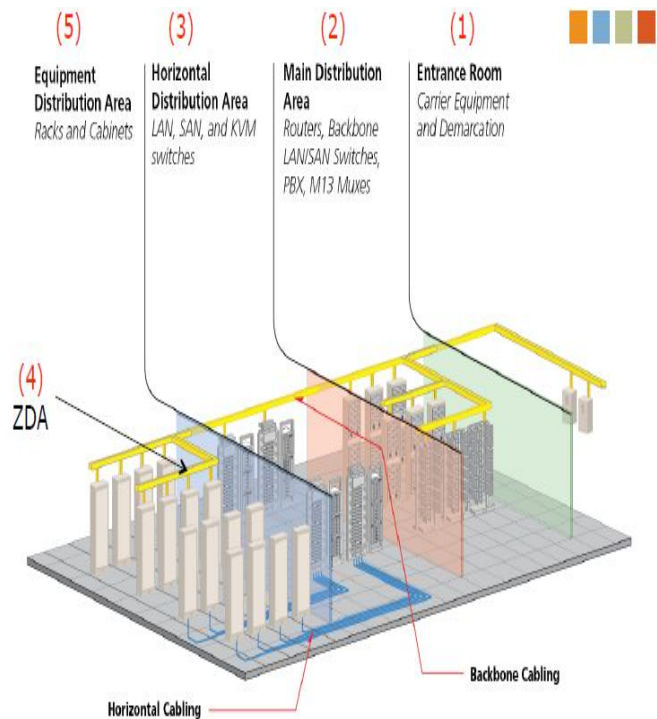 (5)
Equipment
Distribution Area
Racks and Cabinets
(3)
Horizontal
Distribution Area
LAN, SAN, and KVM
switches
(2)
Main Distribution
Area
Routers, Backbone
LAN/SAN Switches,
PBX, M13 Muxes
(1)
Entrance Room
Carrier Equipment
and Demarcation
(4)
ZDA
Backbone Cabling
Horizontal Cabling